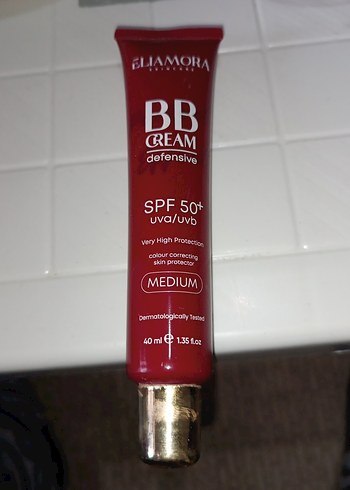 ELIAMORA
SKINCARE
BB
CREAM
defensive
SPF 50+
uva/uvb
Very High Protection
colour correcting
skin protector
MEDIUM
Dermatologically Tested
40 ml e 1.35 fl.oz